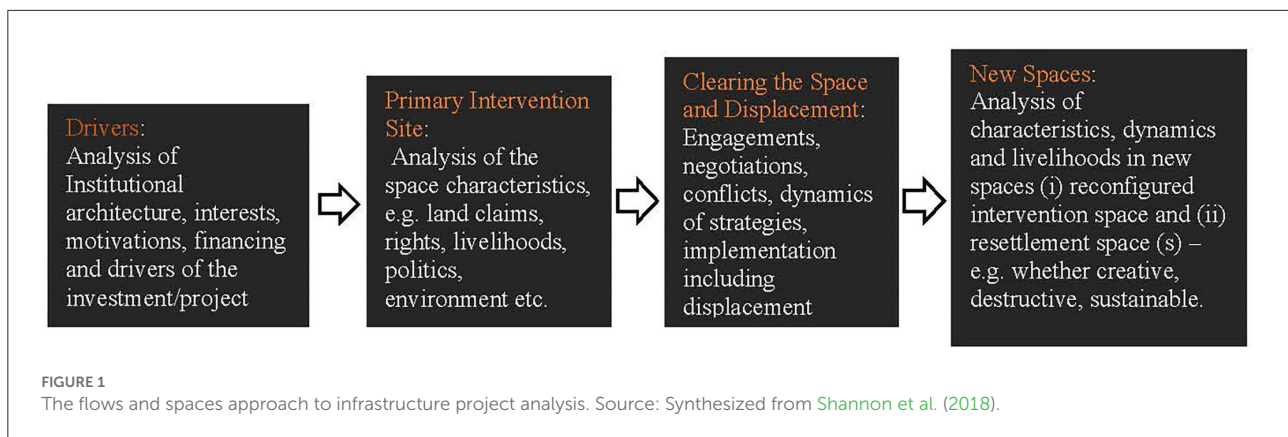 Drivers:
Analysis of
Institutional
architecture, interests,
motivations, financing
and drivers of the
investment/project
Primary Intervention
Site:
Analysis of the
space characteristics,
e.g. land claims,
rights, livelihoods,
politics,
environment etc.
Clearing the Space
and Displacement:
Engagements,
negotiations,
conflicts, dynamics
of strategies,
implementation
including
displacement
New Spaces:
Analysis of
characteristics, dynamics
and livelihoods in new
spaces (i) reconfigured
intervention space and (ii)
resettlement space (s) –
e.g. whether creative,
destructive, sustainable.
FIGURE 1
The flows and spaces approach to infrastructure project analysis. Source: Synthesized from Shannon et al. (2018).